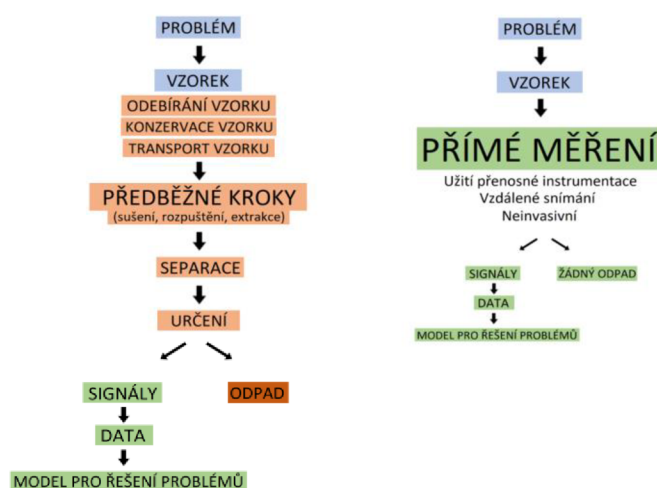 PROBLÉM
VZOREK
ODEBÍRÁNÍ VZORKU
KONZERVACE VZORKU
TRANSPORT VZORKU
PŘEDBĚŽNÉ KROKY
(sušení, rozpuštění, extrakce)
SEPARACE
URČENÍ
SIGNÁLY
ODPAD
DATA
MODEL PRO ŘEŠENÍ PROBLÉMŮ
PROBLÉM
VZOREK
PŘÍMÉ MĚŘENÍ
Užití přenosné instrumentace
Vzdálené snímání
Neinvasivní
SIGNÁLY
ŽÁDNÝ ODPAD
DATA
MODEL PRO ŘEŠENÍ PROBLÉMŮ